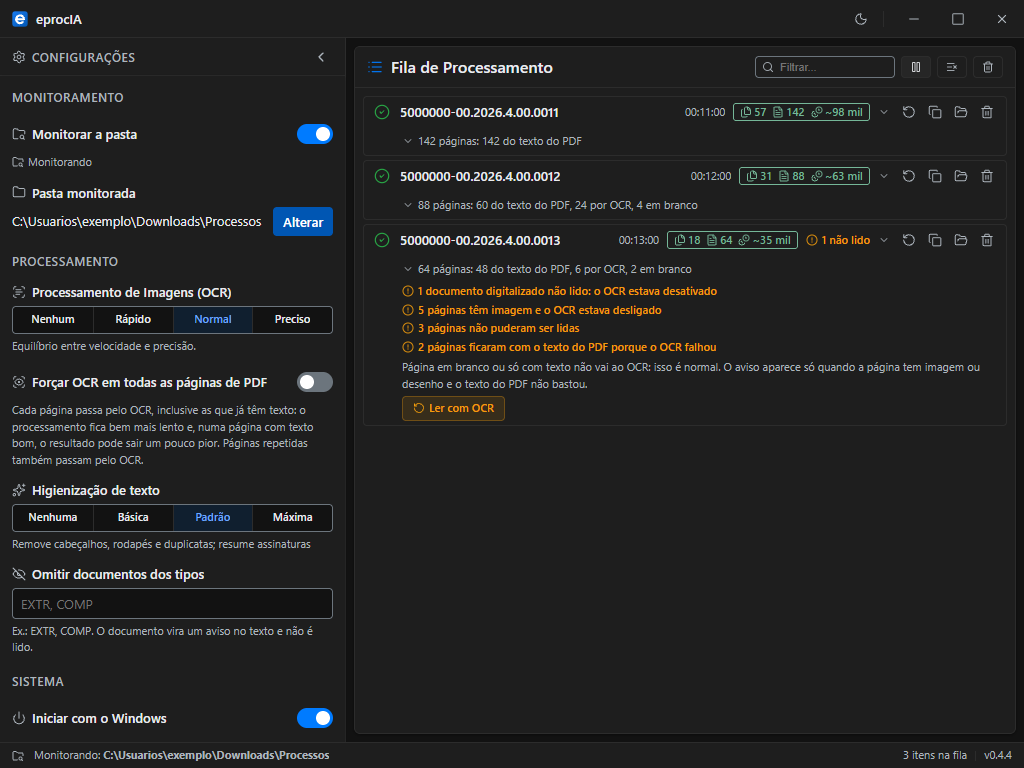 eprocIA
CONFIGURAÇÕES
MONITORAMENTO
Monitorar a pasta
Monitorando
Pasta monitorada
C:\Usuarios\exemplo\Downloads\Processos
Alterar
PROCESSAMENTO
Processamento de Imagens (OCR)
Nenhum Rápido Normal Preciso
Equilíbrio entre velocidade e precisão.
Forçar OCR em todas as páginas de PDF
Cada página passa pelo OCR, inclusive as que já têm texto: o
processamento fica bem mais lento e, numa página com texto
bom, o resultado pode sair um pouco pior. Páginas repetidas
também passam pelo OCR.
Higienização de texto
Nenhuma Básica Padrão Máxima
Remove cabeçalhos, rodapés e duplicatas; resume assinaturas
Omitir documentos dos tipos
EXTR, COMP
Ex.: EXTR, COMP. O documento vira um aviso no texto e não é
lido.
SISTEMA
Iniciar com o Windows
Fila de Processamento
Filtrar...
5000000-00.2026.4.00.0011 00:11:00 57 142 ~98 mil
142 páginas: 142 do texto do PDF
5000000-00.2026.4.00.0012 00:12:00 31 88 ~63 mil
88 páginas: 60 do texto do PDF, 24 por OCR, 4 em branco
5000000-00.2026.4.00.0013 00:13:00 18 64 ~35 mil 1 não lido
64 páginas: 48 do texto do PDF, 6 por OCR, 2 em branco
1 documento digitalizado não lido: o OCR estava desativado
5 páginas têm imagem e o OCR estava desligado
3 páginas não puderam ser lidas
2 páginas ficaram com o texto do PDF porque o OCR falhou
Página em branco ou só com texto não vai ao OCR: isso é normal. O aviso aparece só quando a página tem imagem ou
desenho e o texto do PDF não bastou.
Ler com OCR
Monitorando: C:\Usuarios\exemplo\Downloads\Processos
3 itens na fila v0.4.4